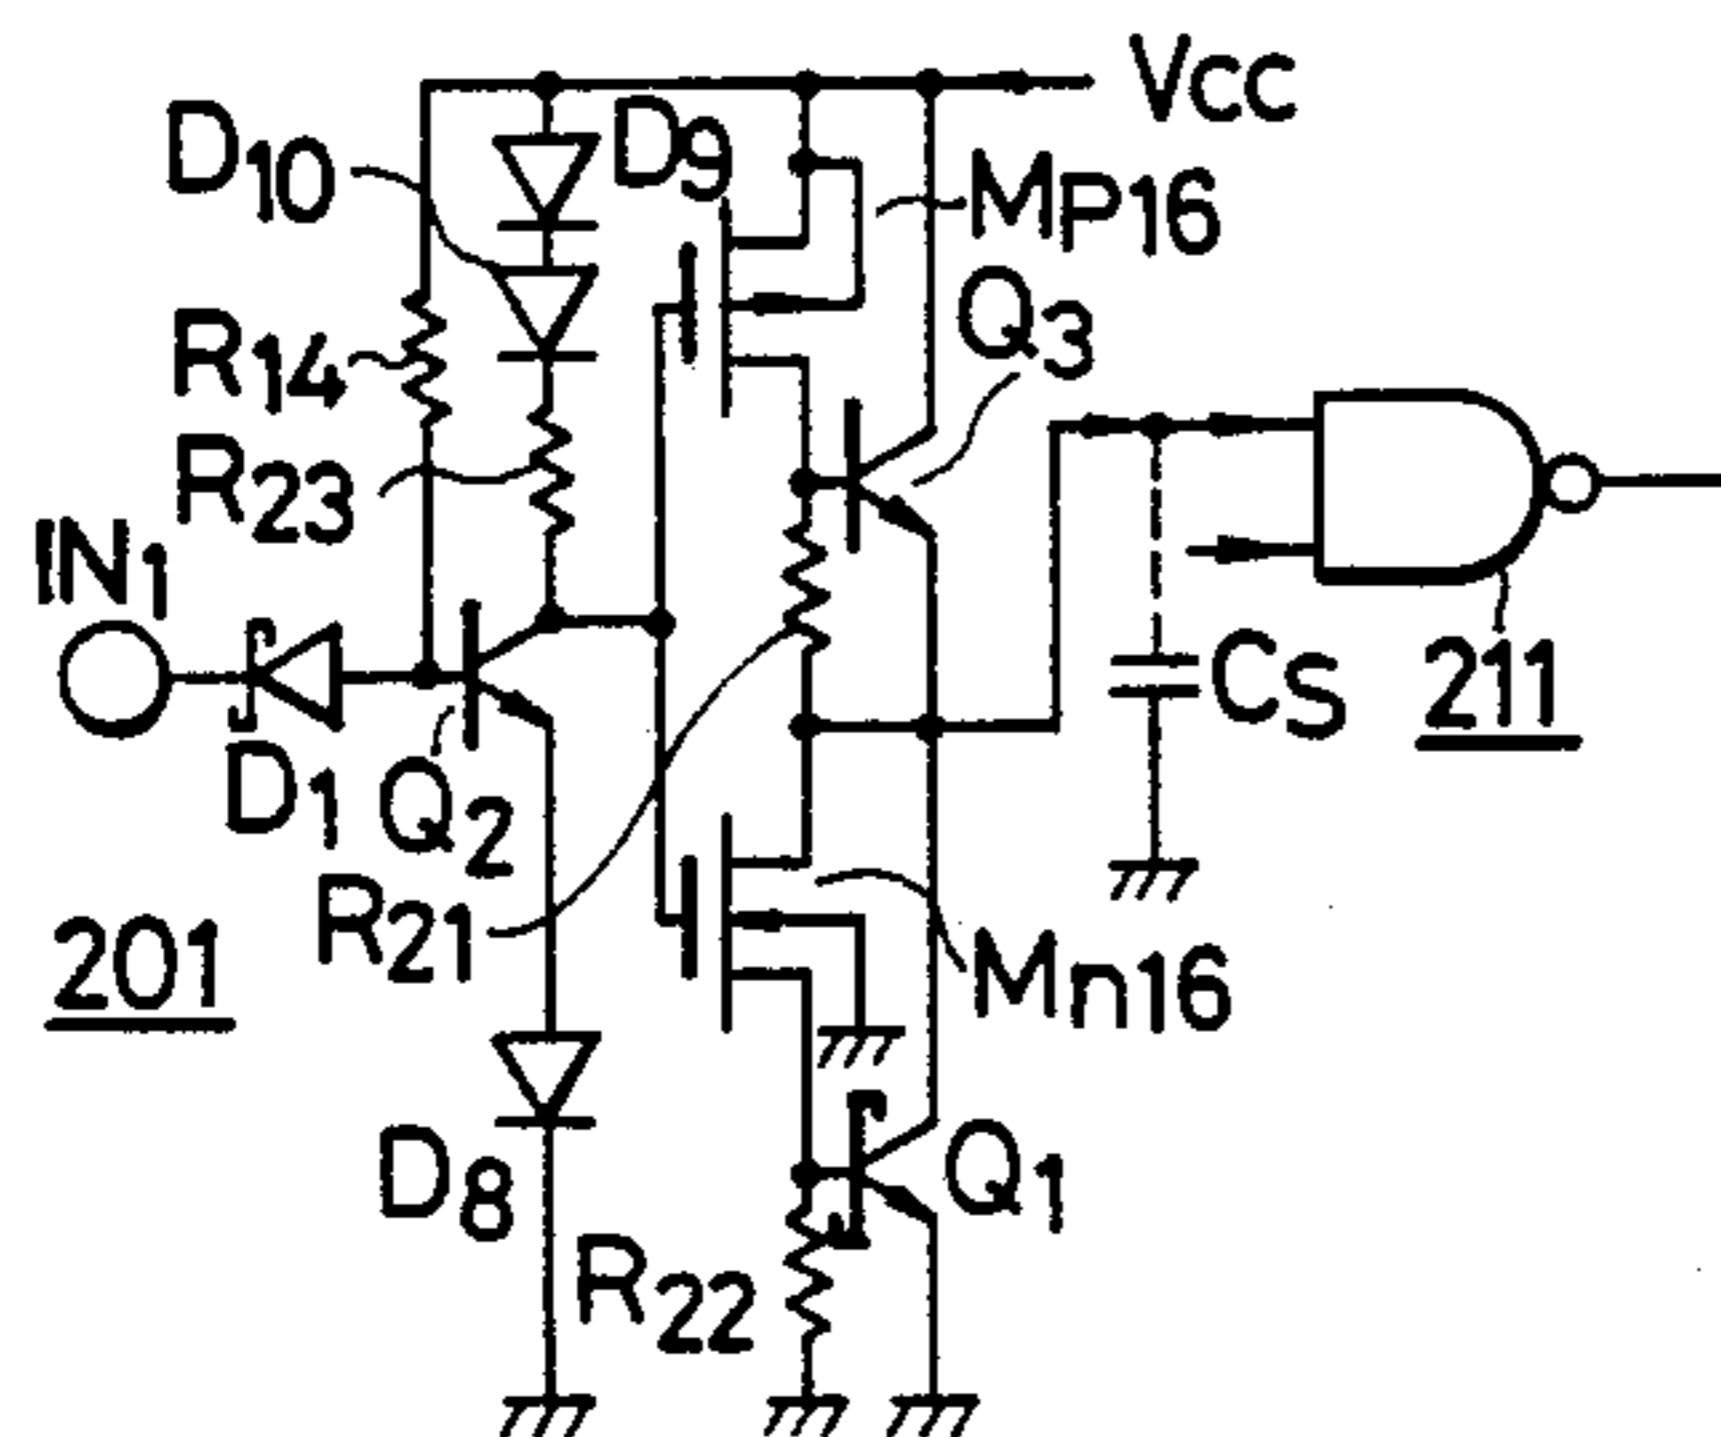 VCC
D10
D9
MP16
R14
Q3
R23
IN1
D1
Q2
CS
211
R21
201
Mn16
D8
Q1
R22